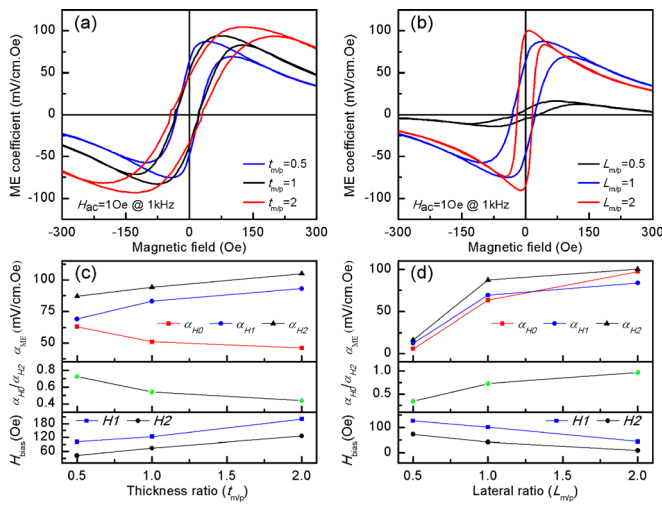 (a)
ME coefficient (mV/cm.Oe)
100
50
0
-50
-100
Hac=1Oe @ 1kHz
tm/p=0.5
tm/p=1
tm/p=2
-300 -150 0 150 300
Magnetic field (Oe)
(b)
ME coefficient (mV/cm.Oe)
100
50
0
-50
-100
Hac=1Oe @ 1kHz
Lm/p=0.5
Lm/p=1
Lm/p=2
-300 -150 0 150 300
Magnetic field (Oe)
(c)
αME (mV/cm.Oe)
100
75
50
αH0 αH1 αH2
αH0/αH2
0.8
0.6
0.4
Hbias(Oe)
180
120
60
H1 H2
0.5 1.0 1.5 2.0
Thickness ratio (tm/p)
(d)
αME (mV/cm.Oe)
100
75
50
25
0
αH0 αH1 αH2
αH0/αH2
1.0
0.5
Hbias(Oe)
100
50
0
H1 H2
0.5 1.0 1.5 2.0
Lateral ratio (Lm/p)